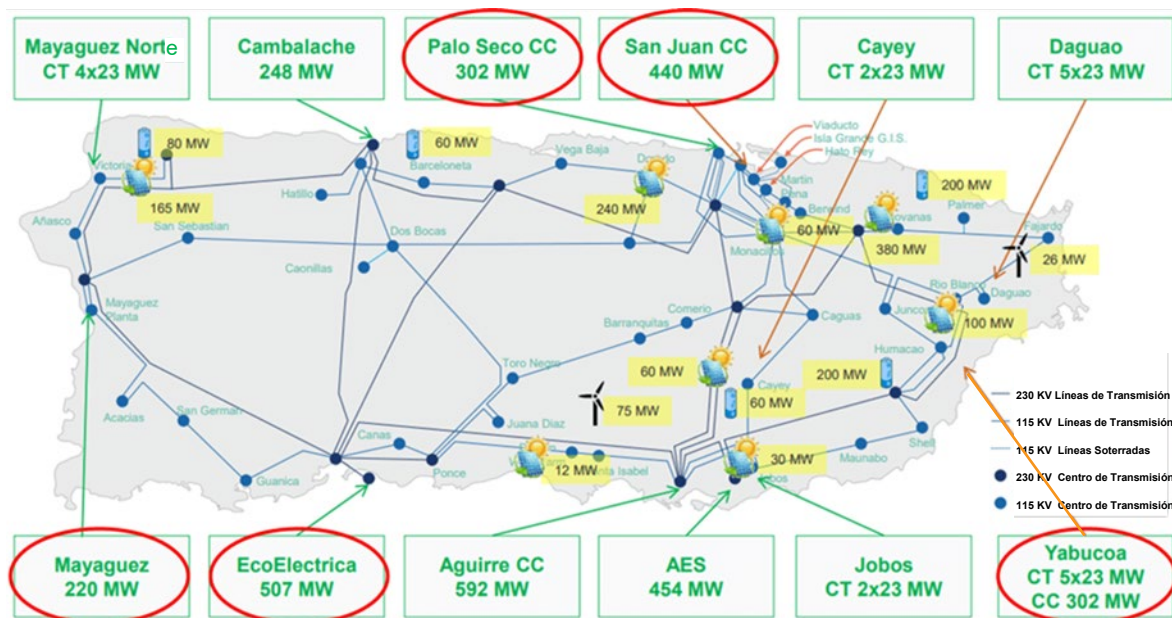 Mayaguez Norte
CT 4x23 MW
Cambalache
248 MW
Palo Seco CC
302 MW
San Juan CC
440 MW
Cayey
CT 2x23 MW
Daguao
CT 5x23 MW
Viaducto
Isla Grande G.I.S.
Hato Rey
80 MW
60 MW
Vega Baja
Victoria
Barceloneta
Martin
Pena
200 MW
Hatillo
165 MW
240 MW
Palmer
Añasco
San Sebastian
Dos Bocas
60 MW
Monacillos
380 MW
Fajardo
26 MW
Caonillas
Rio Blanco
Daguao
Mayaguez
Planta
Comerio
Juncos
100 MW
Barranquitas
Caguas
Humacao
Toro Negro
60 MW
Cayey
200 MW
60 MW
Acacias
San German
75 MW
Juana Diaz
230 KV Líneas de Transmisión
115 KV Líneas de Transmisión
115 KV Líneas Soterradas
230 KV Centro de Transmisión
115 KV Centro de Transmisión
Canas
Shell
Maunabo
Guanica
Ponce
12 MW
Isabel
30 MW
Jobos
Mayaguez
220 MW
EcoElectrica
507 MW
Aguirre CC
592 MW
AES
454 MW
Jobos
CT 2x23 MW
Yabucoa
CT 5x23 MW
CC 302 MW